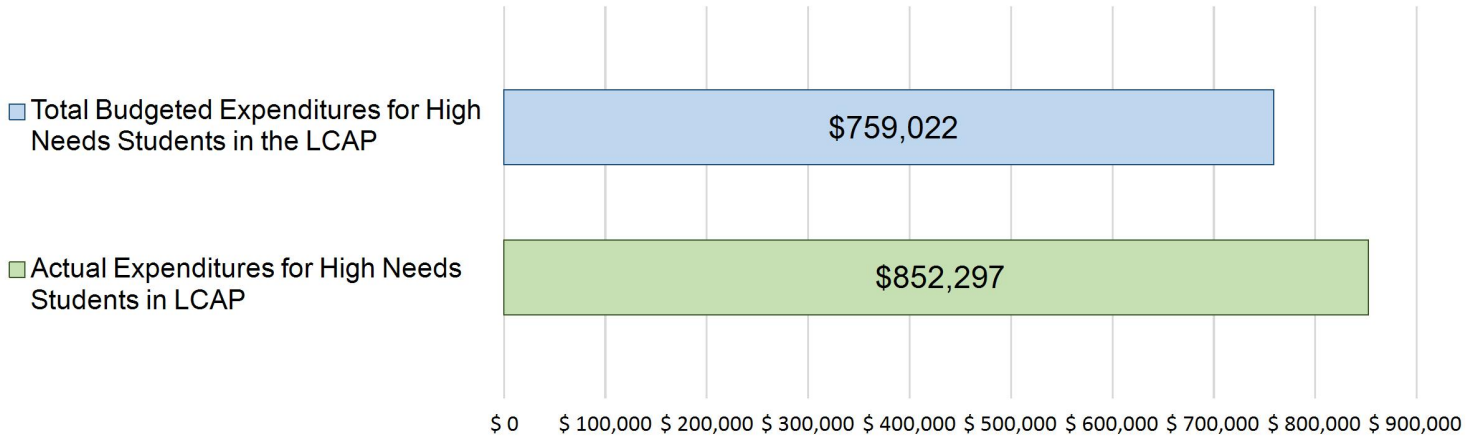 Total Budgeted Expenditures for High
Needs Students in the LCAP
$759,022
Actual Expenditures for High Needs
Students in LCAP
$852,297
$ 0 $ 100,000 $ 200,000 $ 300,000 $ 400,000 $ 500,000 $ 600,000 $ 700,000 $ 800,000 $ 900,000